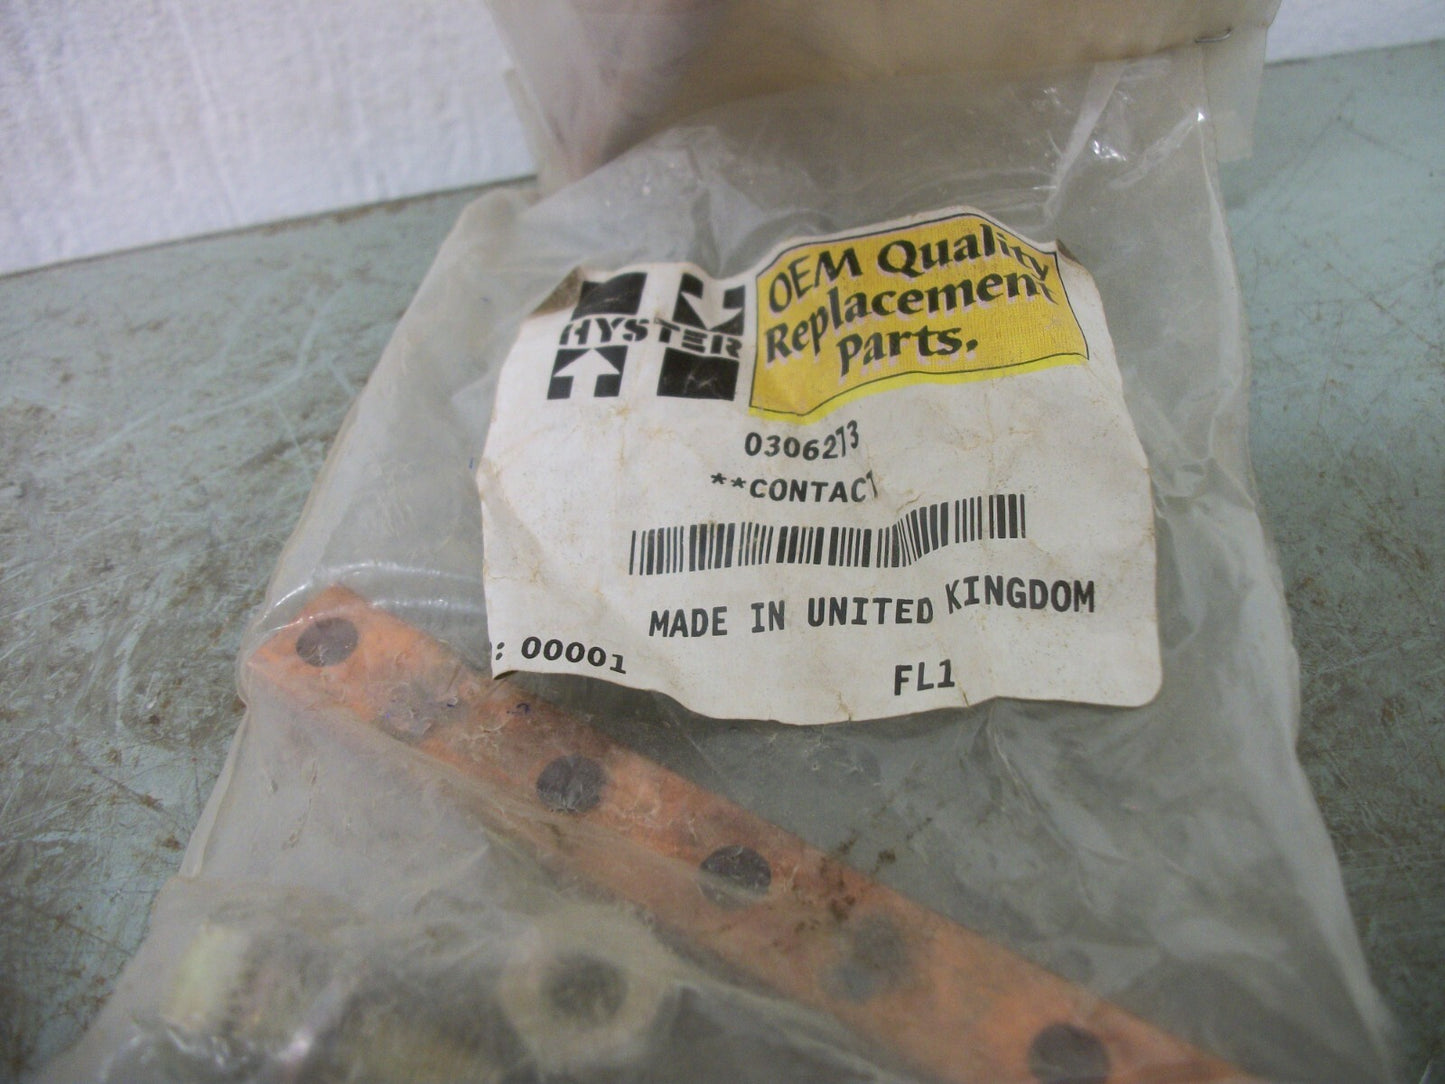 HYSTER
OEM Quality
Replacement
Parts.
0306273
**CONTACT
MADE IN UNITED KINGDOM
: 00001
FL1